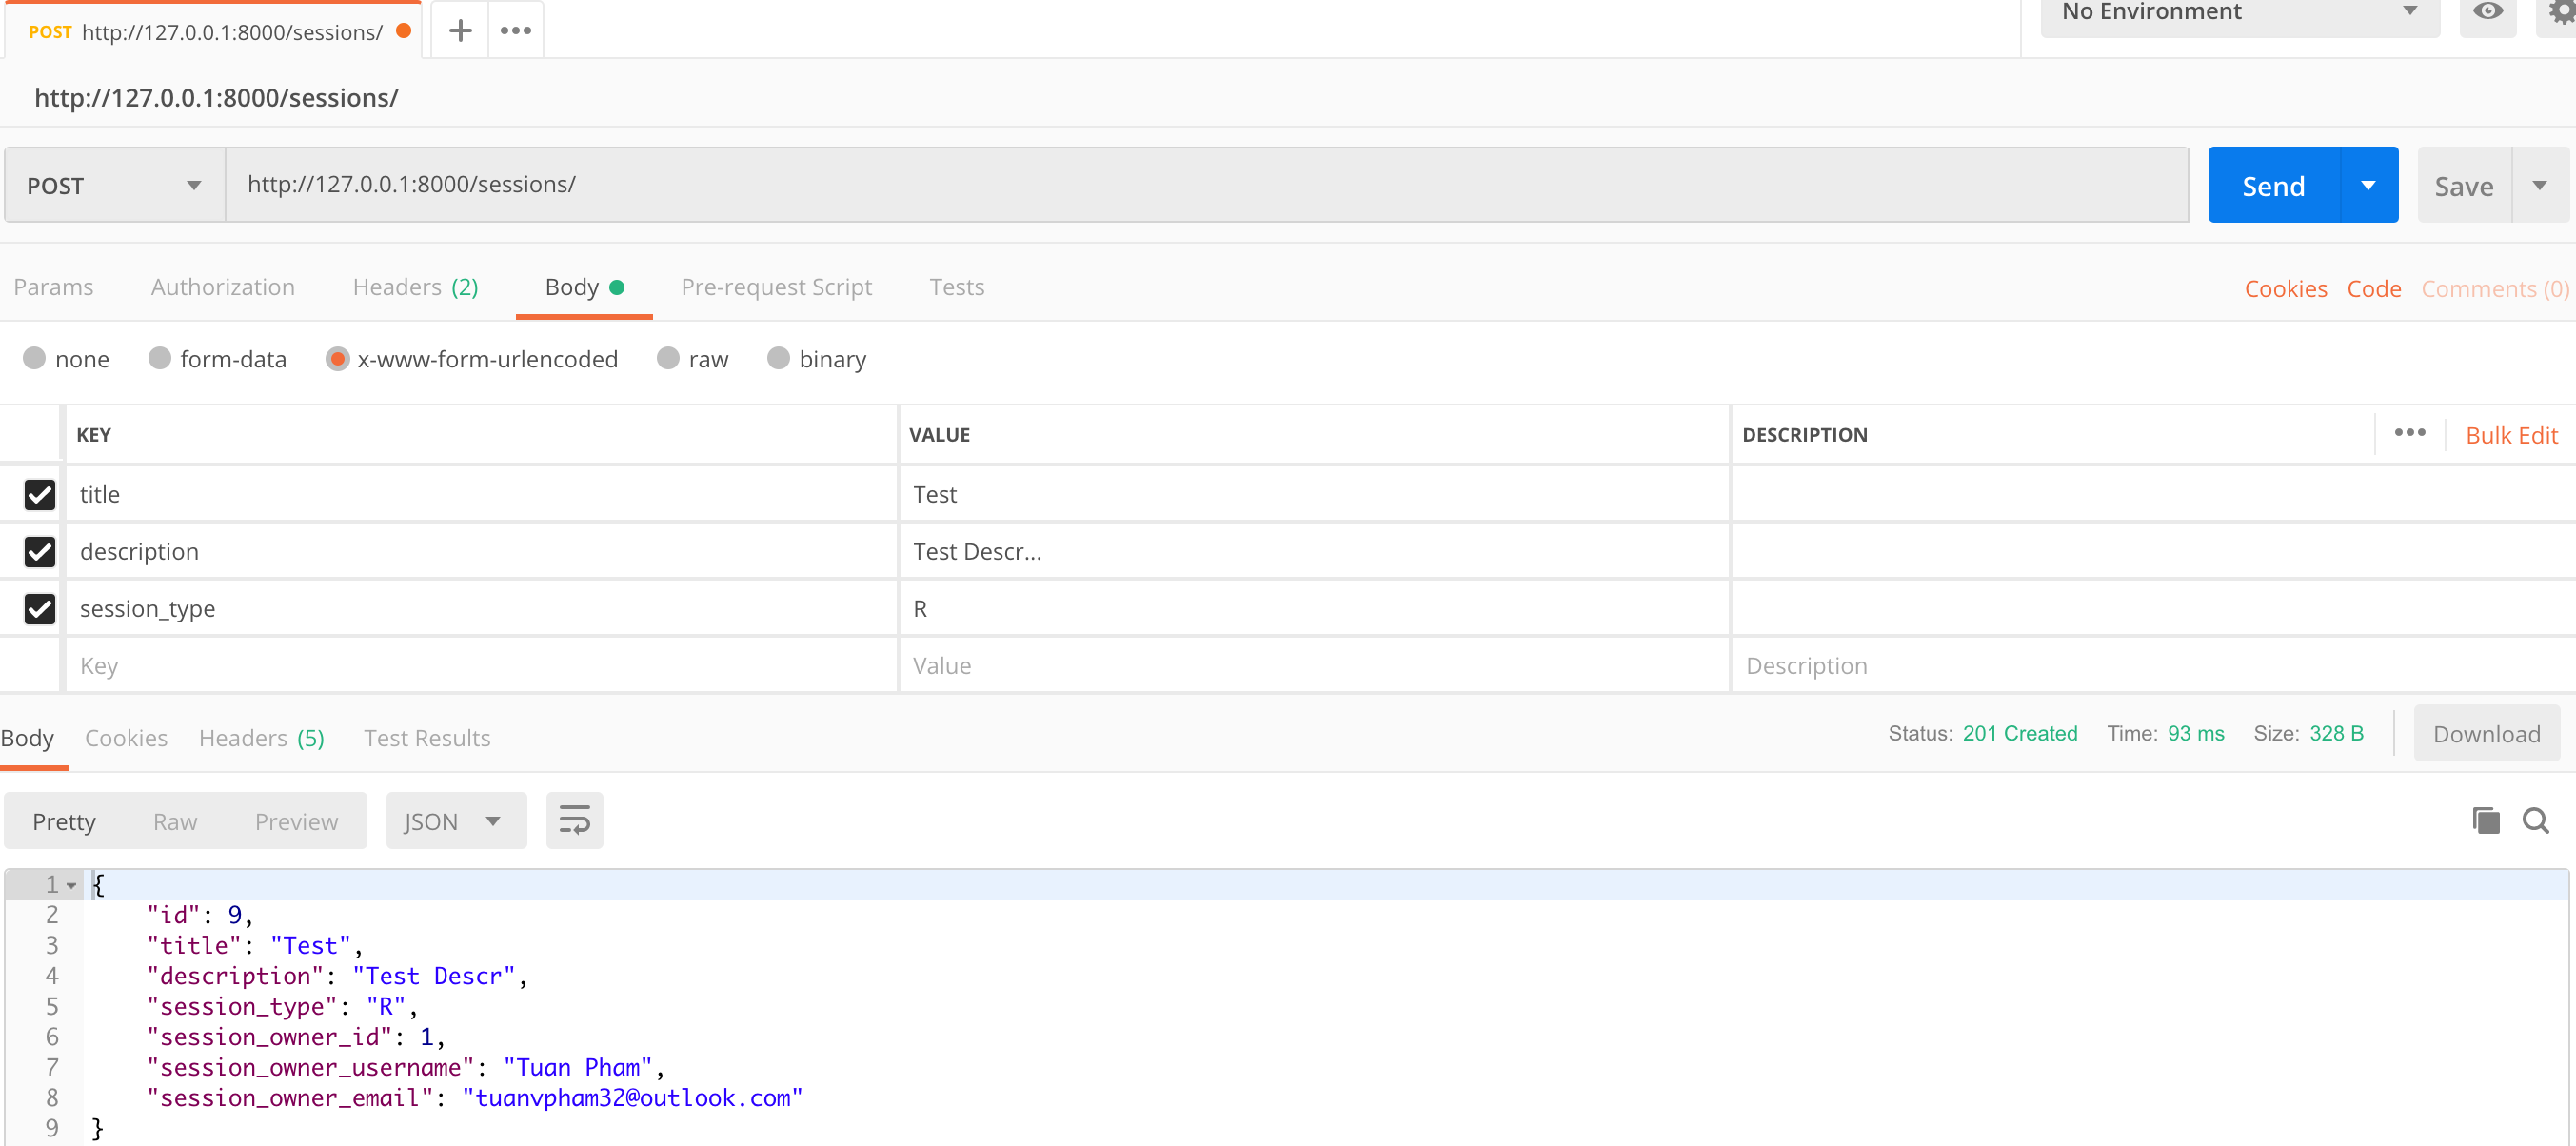 POST http://127.0.0.1:8000/sessions/
No Environment
http://127.0.0.1:8000/sessions/
POST http://127.0.0.1:8000/sessions/ Send Save
Params Authorization Headers (2) Body Pre-request Script Tests Cookies Code Comments (0)
none form-data x-www-form-urlencoded raw binary
KEY VALUE DESCRIPTION ••• Bulk Edit
title Test
description Test Descr...
session_type R
Key Value Description
Body Cookies Headers (5) Test Results Status: 201 Created Time: 93 ms Size: 328 B Download
Pretty Raw Preview JSON
1 {
2 "id": 9,
3 "title": "Test",
4 "description": "Test Descr",
5 "session_type": "R",
6 "session_owner_id": 1,
7 "session_owner_username": "Tuan Pham",
8 "session_owner_email": "tuanvpham32@outlook.com"
9 }